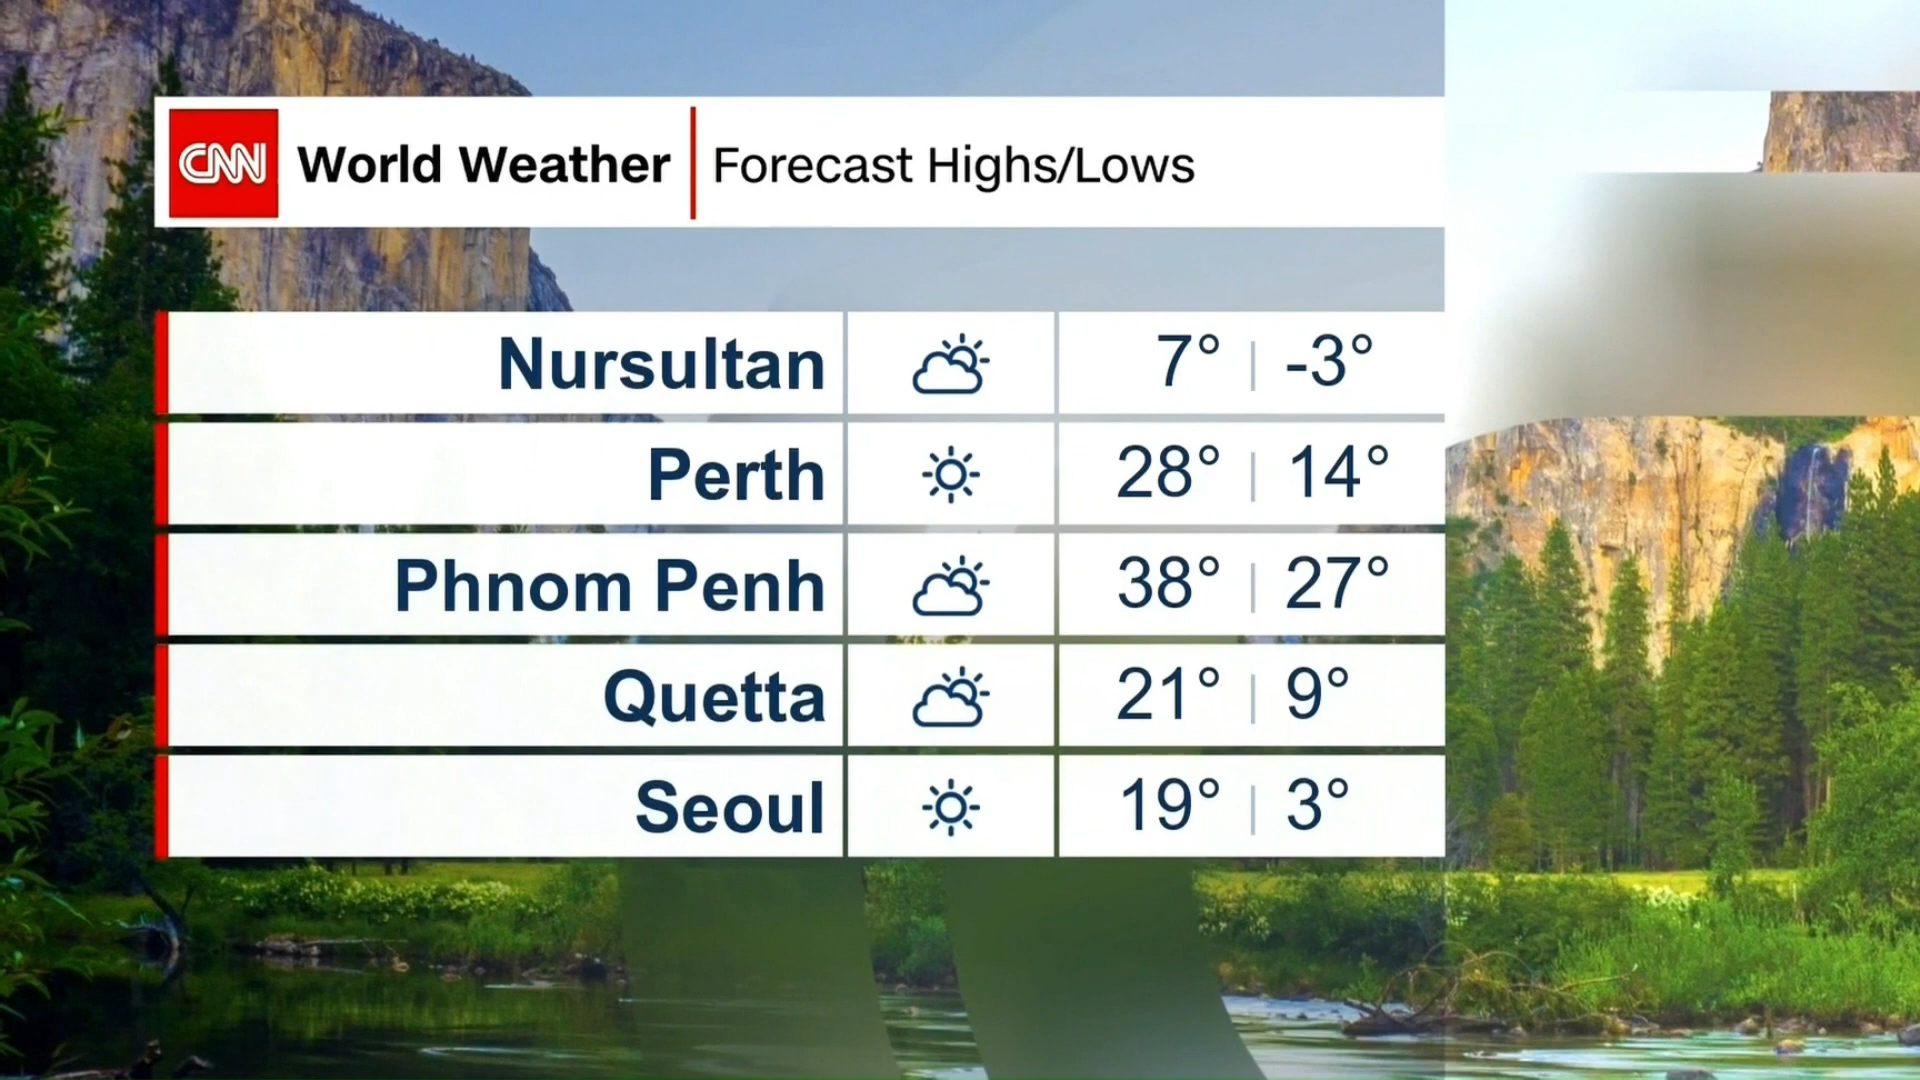 CNN World Weather | Forecast Highs/Lows
Nursultan 7° | -3°
Perth 28° | 14°
Phnom Penh 38° | 27°
Quetta 21° | 9°
Seoul 19° | 3°